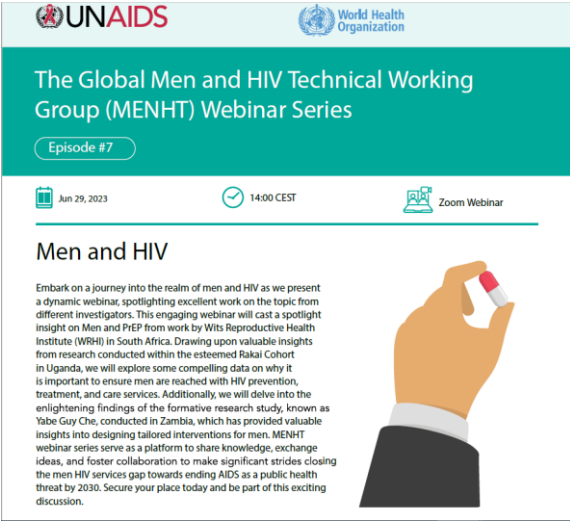 UNAIDS
World Health
Organization
The Global Men and HIV Technical Working
Group (MENHT) Webinar Series
Episode #7
Jun 29, 2023
14:00 CEST
Zoom Webinar
Men and HIV
Embark on a journey into the realm of men and HIV as we present
a dynamic webinar, spotlighting excellent work on the topic from
different investigators. This engaging webinar will cast a spotlight
insight on Men and PrEP from work by Wits Reproductive Health
Institute (WRHI) in South Africa. Drawing upon valuable insights
from research conducted within the esteemed Rakai Cohort
in Uganda, we will explore some compelling data on why it
is important to ensure men are reached with HIV prevention,
treatment, and care services. Additionally, we will delve into the
enlightening findings of the formative research study, known as
Yabe Guy Che, conducted in Zambia, which has provided valuable
insights into designing tailored interventions for men. MENHT
webinar series serve as a platform to share knowledge, exchange
ideas, and foster collaboration to make significant strides closing
the men HIV services gap towards ending AIDS as a public health
threat by 2030. Secure your place today and be part of this exciting
discussion.